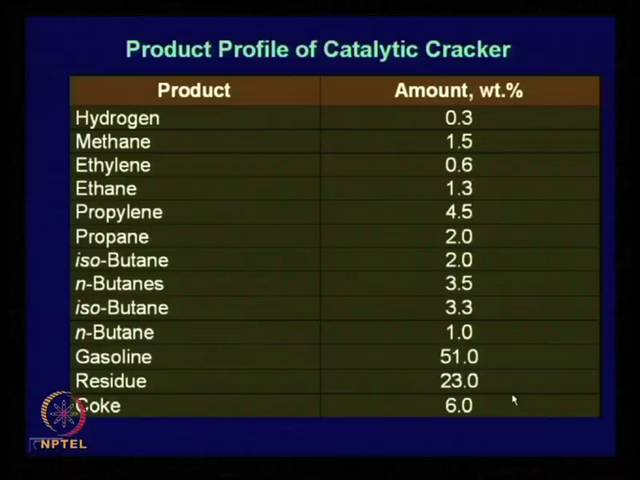 Product Profile of Catalytic Cracker
Product Amount, wt.%
Hydrogen 0.3
Methane 1.5
Ethylene 0.6
Ethane 1.3
Propylene 4.5
Propane 2.0
iso-Butane 2.0
n-Butanes 3.5
iso-Butane 3.3
n-Butane 1.0
Gasoline 51.0
Residue 23.0
Coke 6.0
NPTEL